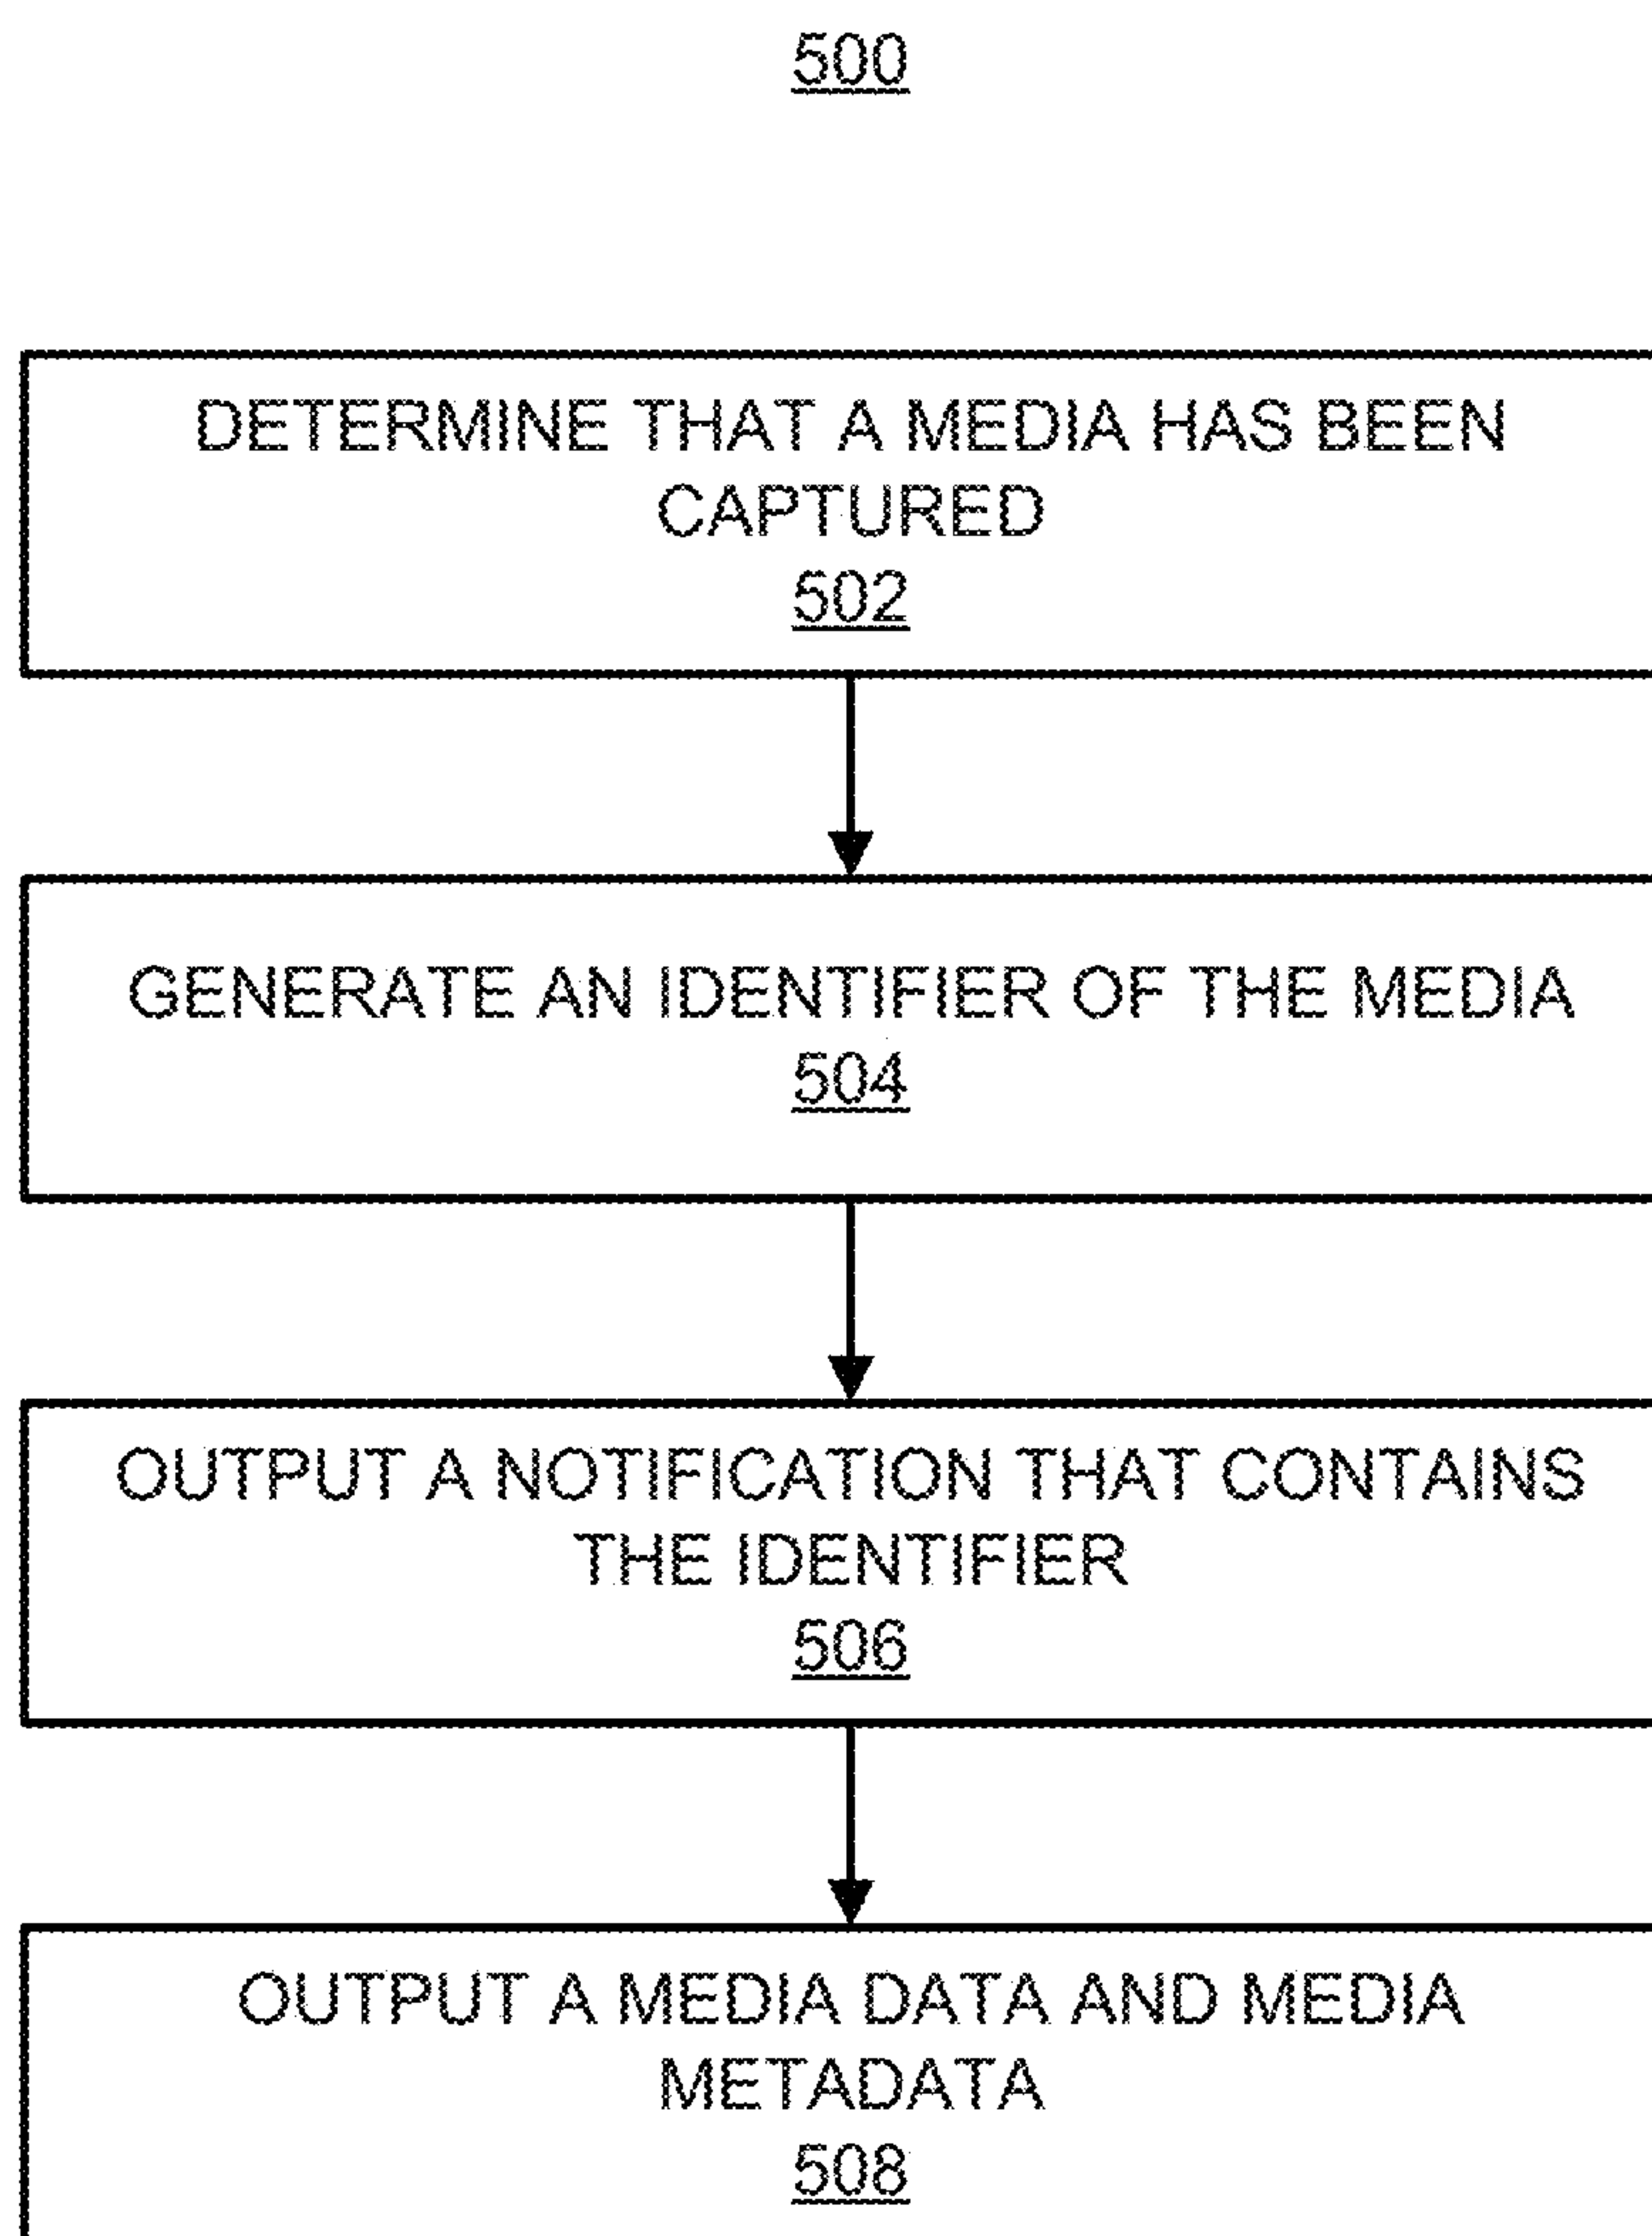 500
DETERMINE THAT A MEDIA HAS BEEN
CAPTURED
502
GENERATE AN IDENTIFIER OF THE MEDIA
504
OUTPUT A NOTIFICATION THAT CONTAINS
THE IDENTIFIER
506
OUTPUT A MEDIA DATA AND MEDIA
METADATA
508